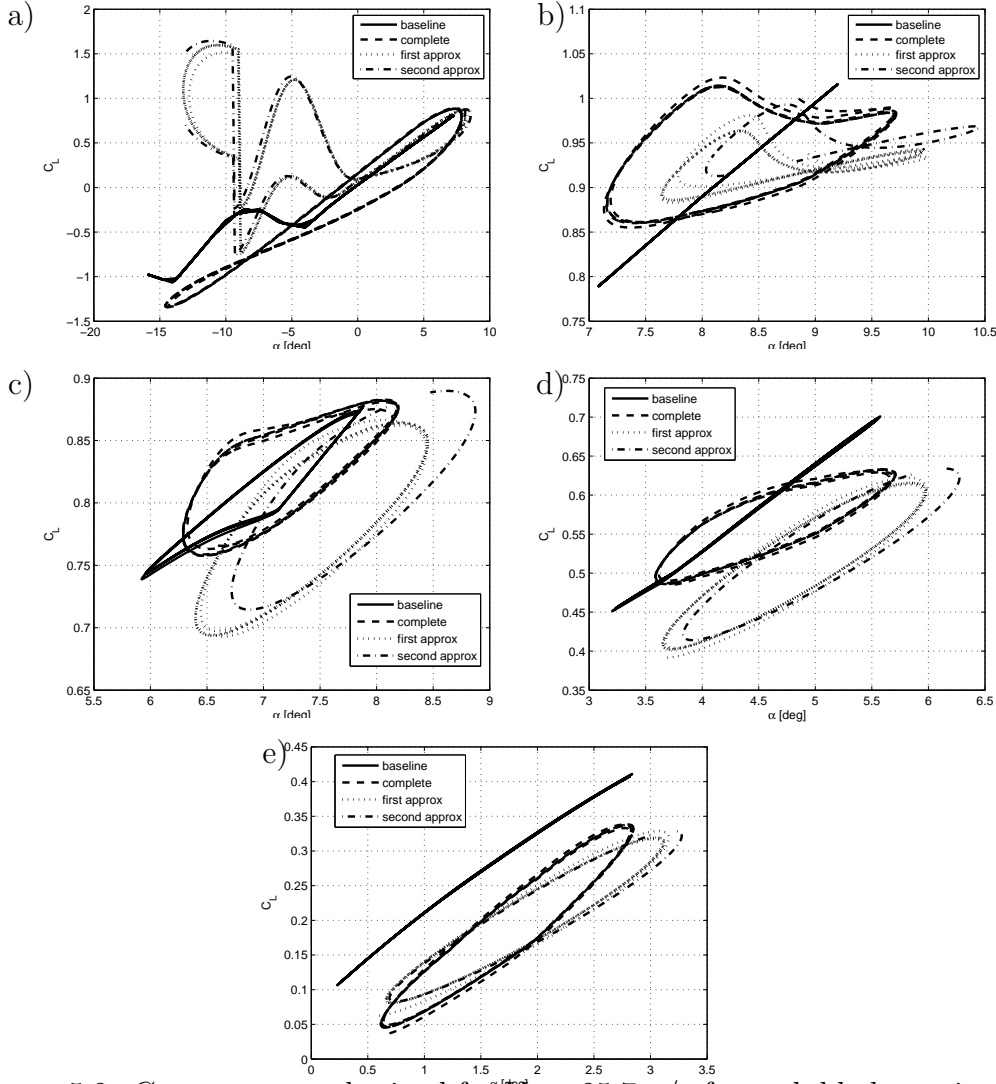 a)
2
1.5
1
0.5
0
−0.5
−1
−1.5
C_L
−20 −15 −10 −5 0 5 10
α [deg]
baseline
complete
first approx
second approx
b)
1.1
1.05
1
0.95
0.9
0.85
0.8
0.75
C_L
7 7.5 8 8.5 9 9.5 10 10.5
α [deg]
baseline
complete
first approx
second approx
c)
0.9
0.85
0.8
0.75
0.7
0.65
C_L
5.5 6 6.5 7 7.5 8 8.5 9
α [deg]
baseline
complete
first approx
second approx
d)
0.75
0.7
0.65
0.6
0.55
0.5
0.45
0.4
0.35
C_L
3 3.5 4 4.5 5 5.5 6 6.5
α [deg]
baseline
complete
first approx
second approx
e)
0.45
0.4
0.35
0.3
0.25
0.2
0.15
0.1
0.05
0
C_L
0 0.5 1 1.5 2 2.5 3 3.5
baseline
complete
first approx
second approx